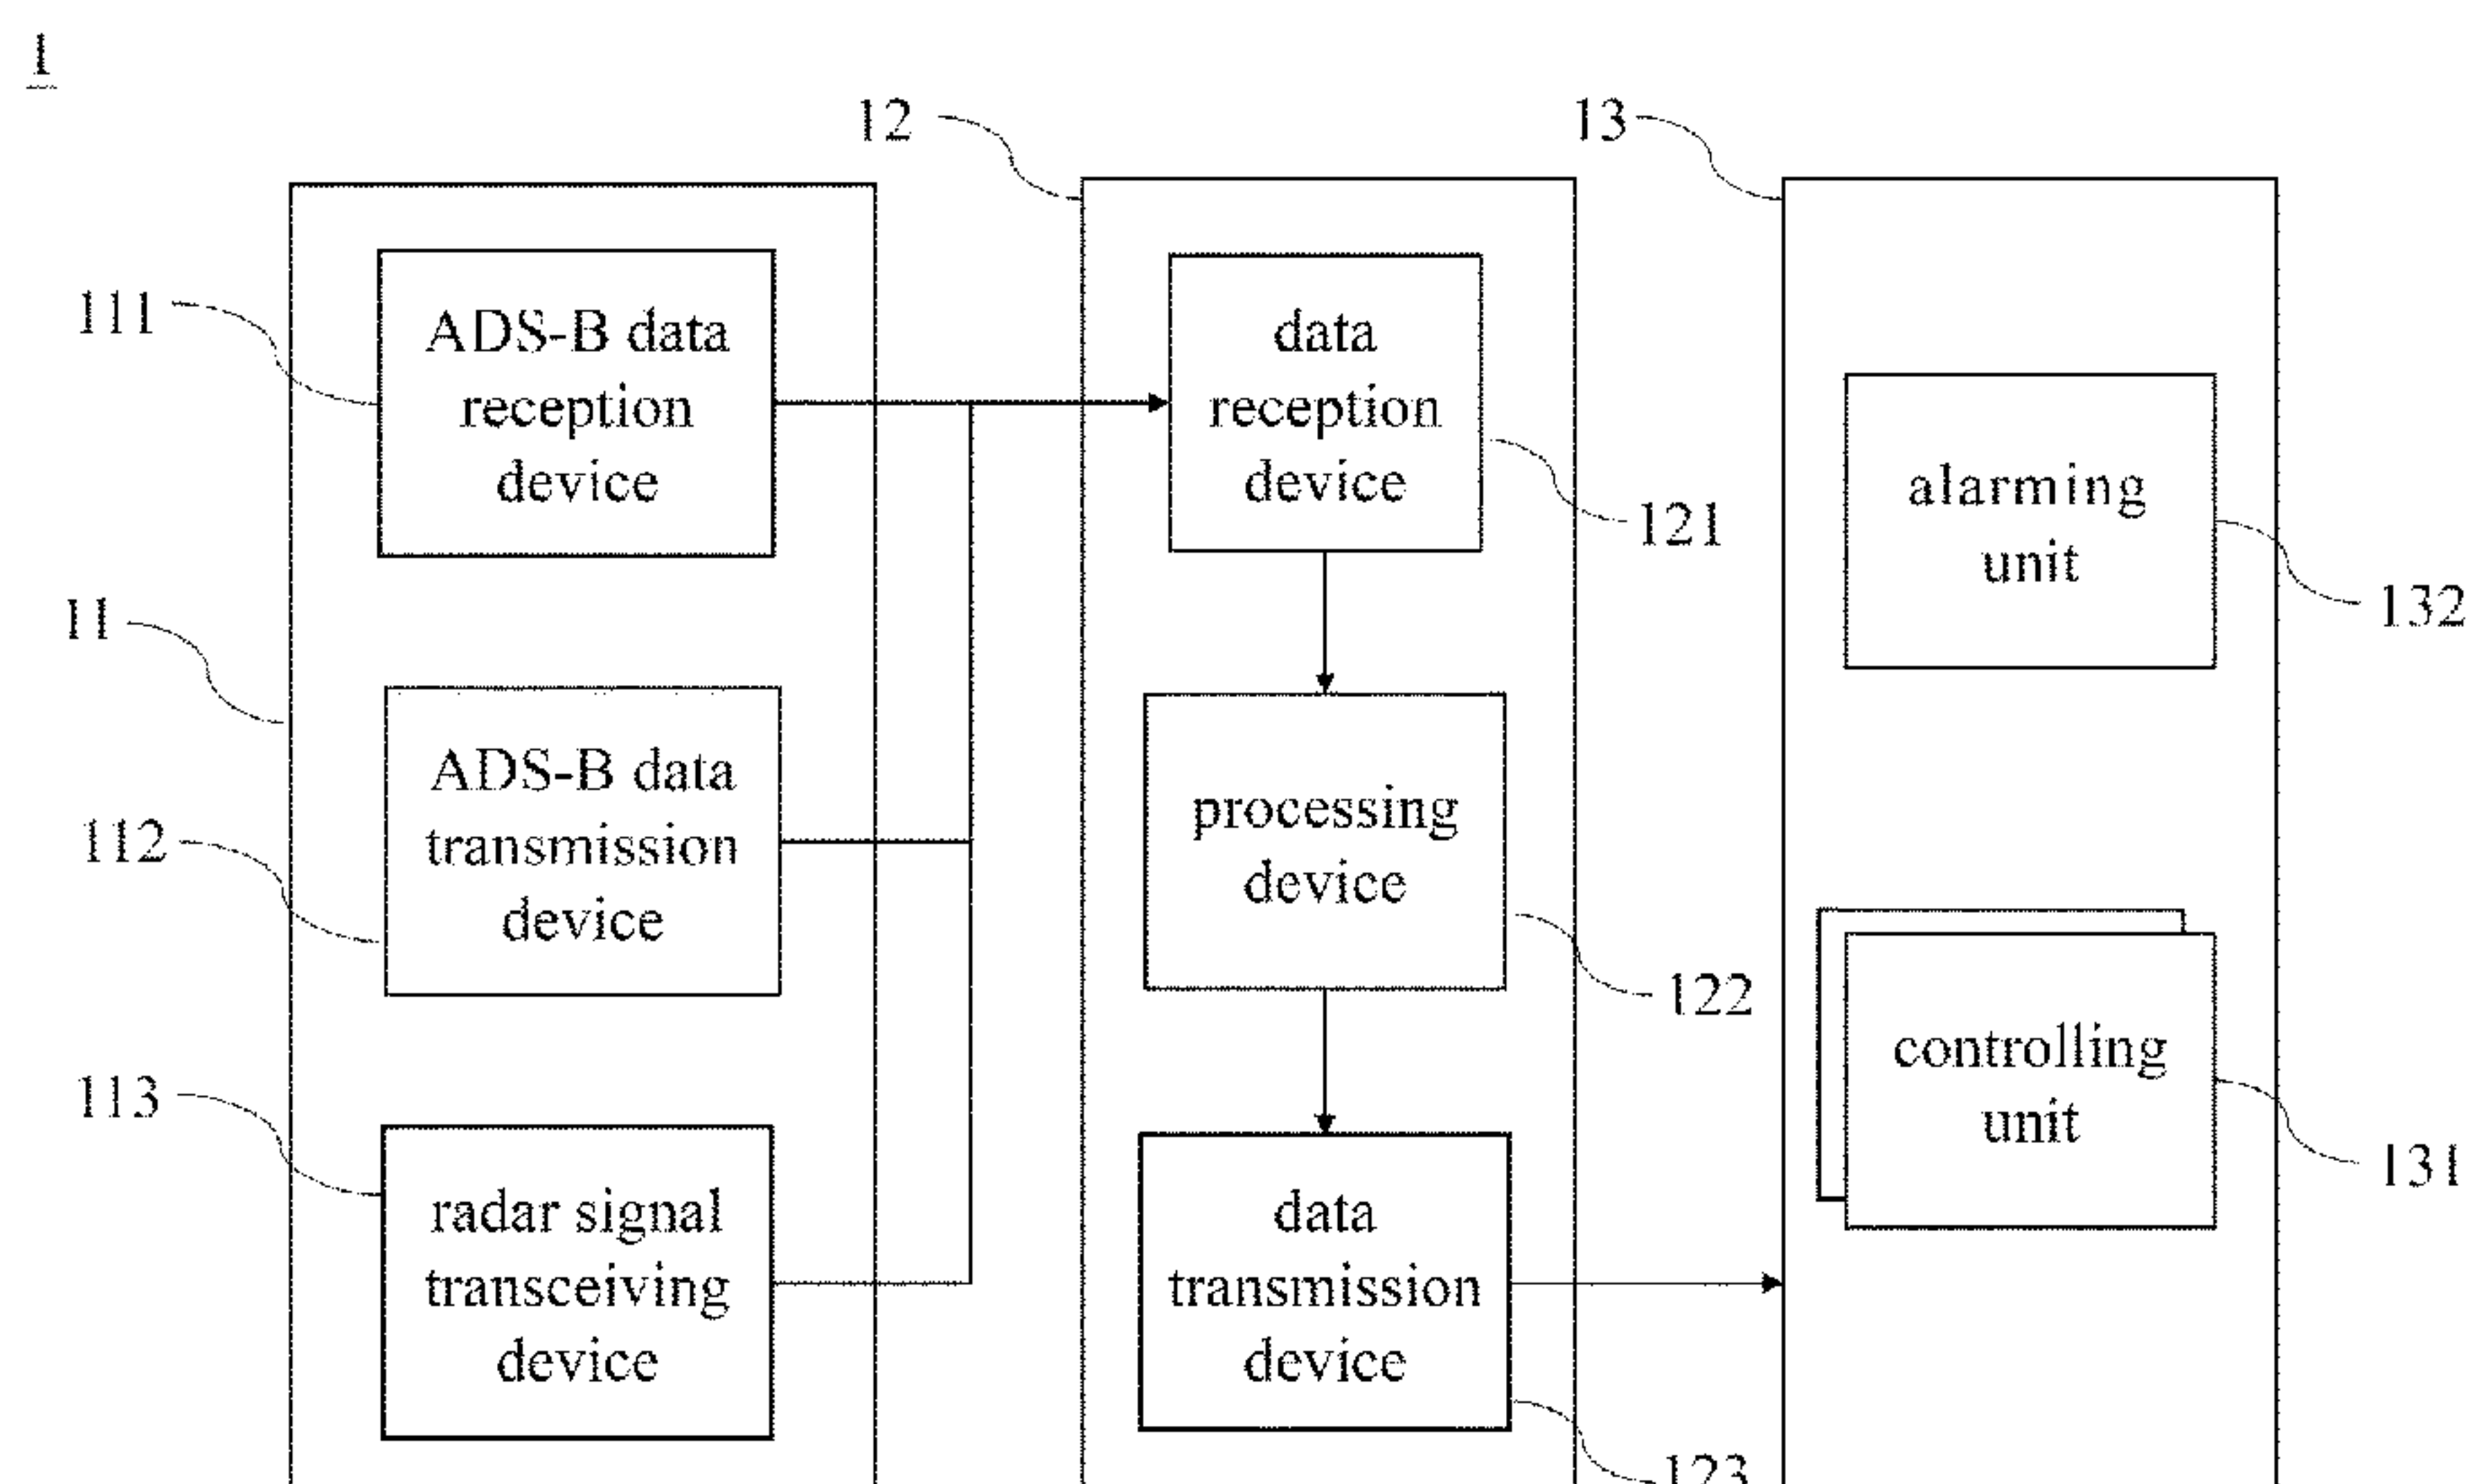 1
12
13
111
ADS-B data
reception
device
data
reception
device
121
alarming
unit
132
11
112
ADS-B data
transmission
device
processing
device
122
controlling
unit
131
113
radar signal
transceiving
device
data
transmission
device
123